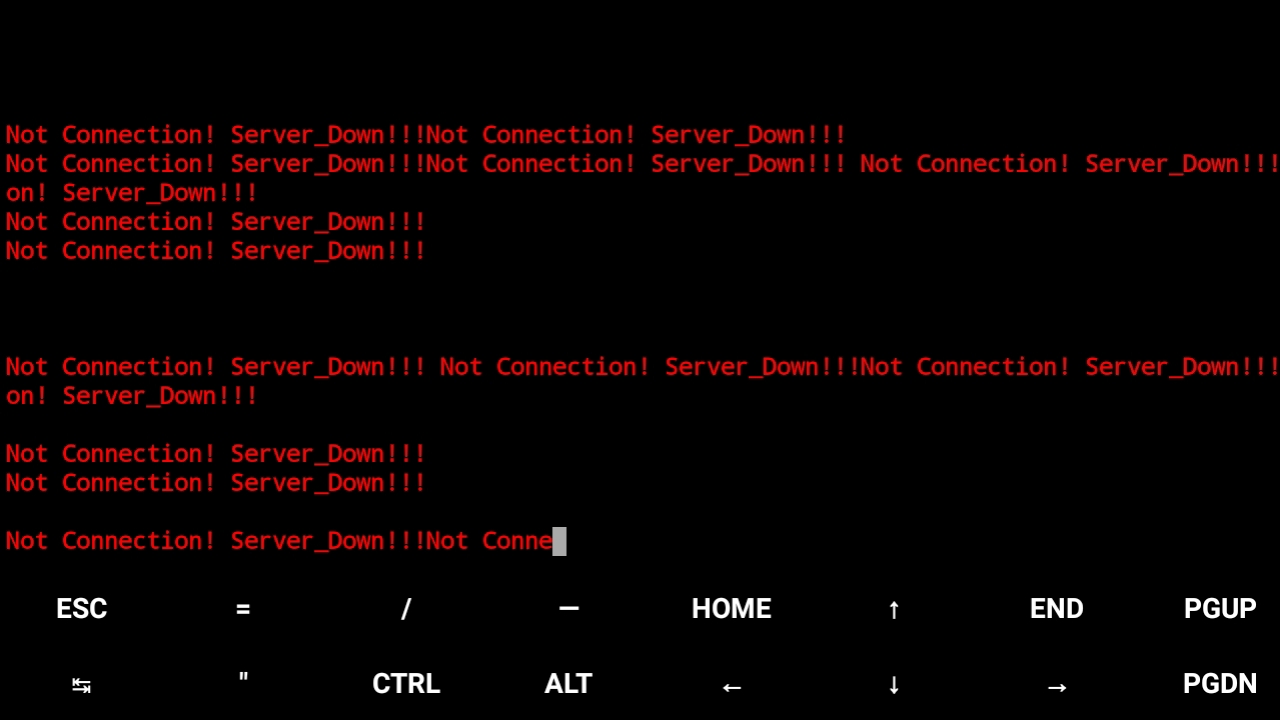 Not Connection! Server_Down!!!Not Connection! Server_Down!!!
Not Connection! Server_Down!!!Not Connection! Server_Down!!! Not Connection! Server_Down!!!
on! Server_Down!!!
Not Connection! Server_Down!!!
Not Connection! Server_Down!!!
Not Connection! Server_Down!!! Not Connection! Server_Down!!!Not Connection! Server_Down!!!
on! Server_Down!!!
Not Connection! Server_Down!!!
Not Connection! Server_Down!!!
Not Connection! Server_Down!!!Not Conne
ESC = / — HOME ↑ END PGUP
↹ " CTRL ALT ← ↓ → PGDN